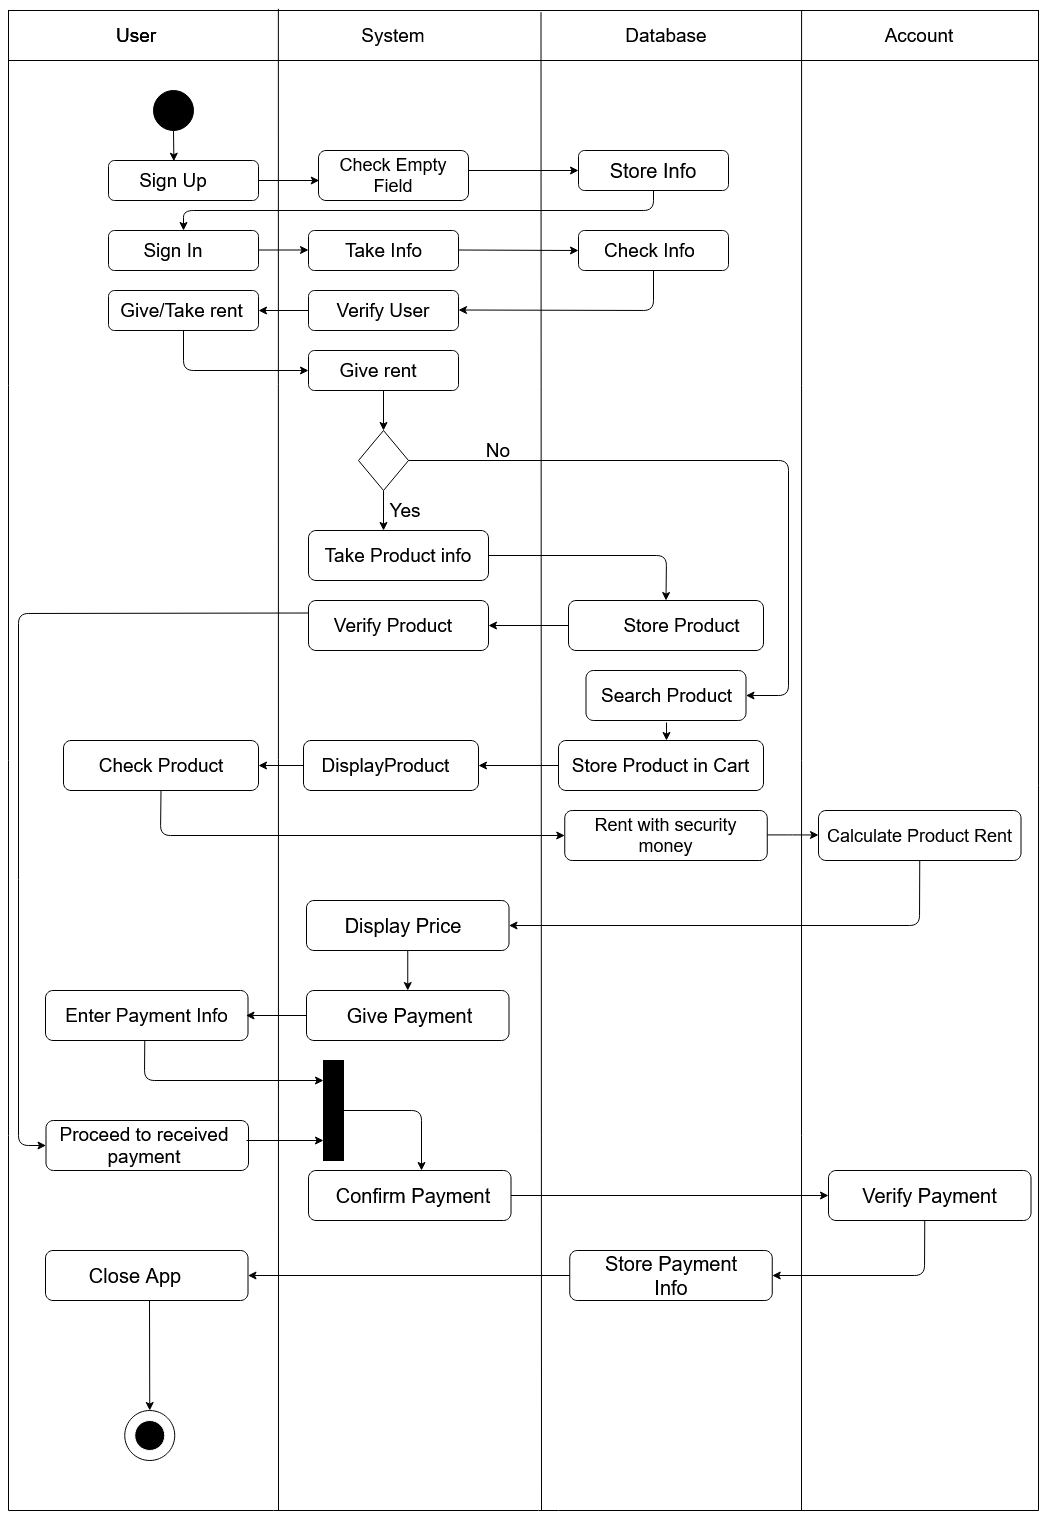 User
System
Database
Account
Sign Up
Check Empty
Field
Store Info
Sign In
Take Info
Check Info
Give/Take rent
Verify User
Give rent
No
Yes
Take Product info
Verify Product
Store Product
Search Product
Check Product
DisplayProduct
Store Product in Cart
Rent with security
money
Calculate Product Rent
Display Price
Enter Payment Info
Give Payment
Proceed to received
payment
Confirm Payment
Verify Payment
Close App
Store Payment
Info